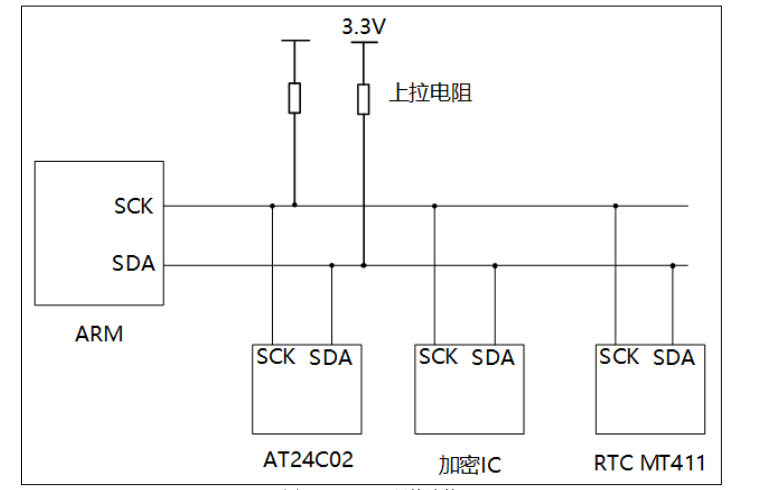 3.3V
上拉电阻
SCK
SDA
ARM
SCK SDA
SCK SDA
SCK SDA
AT24C02
加密IC
RTC MT411